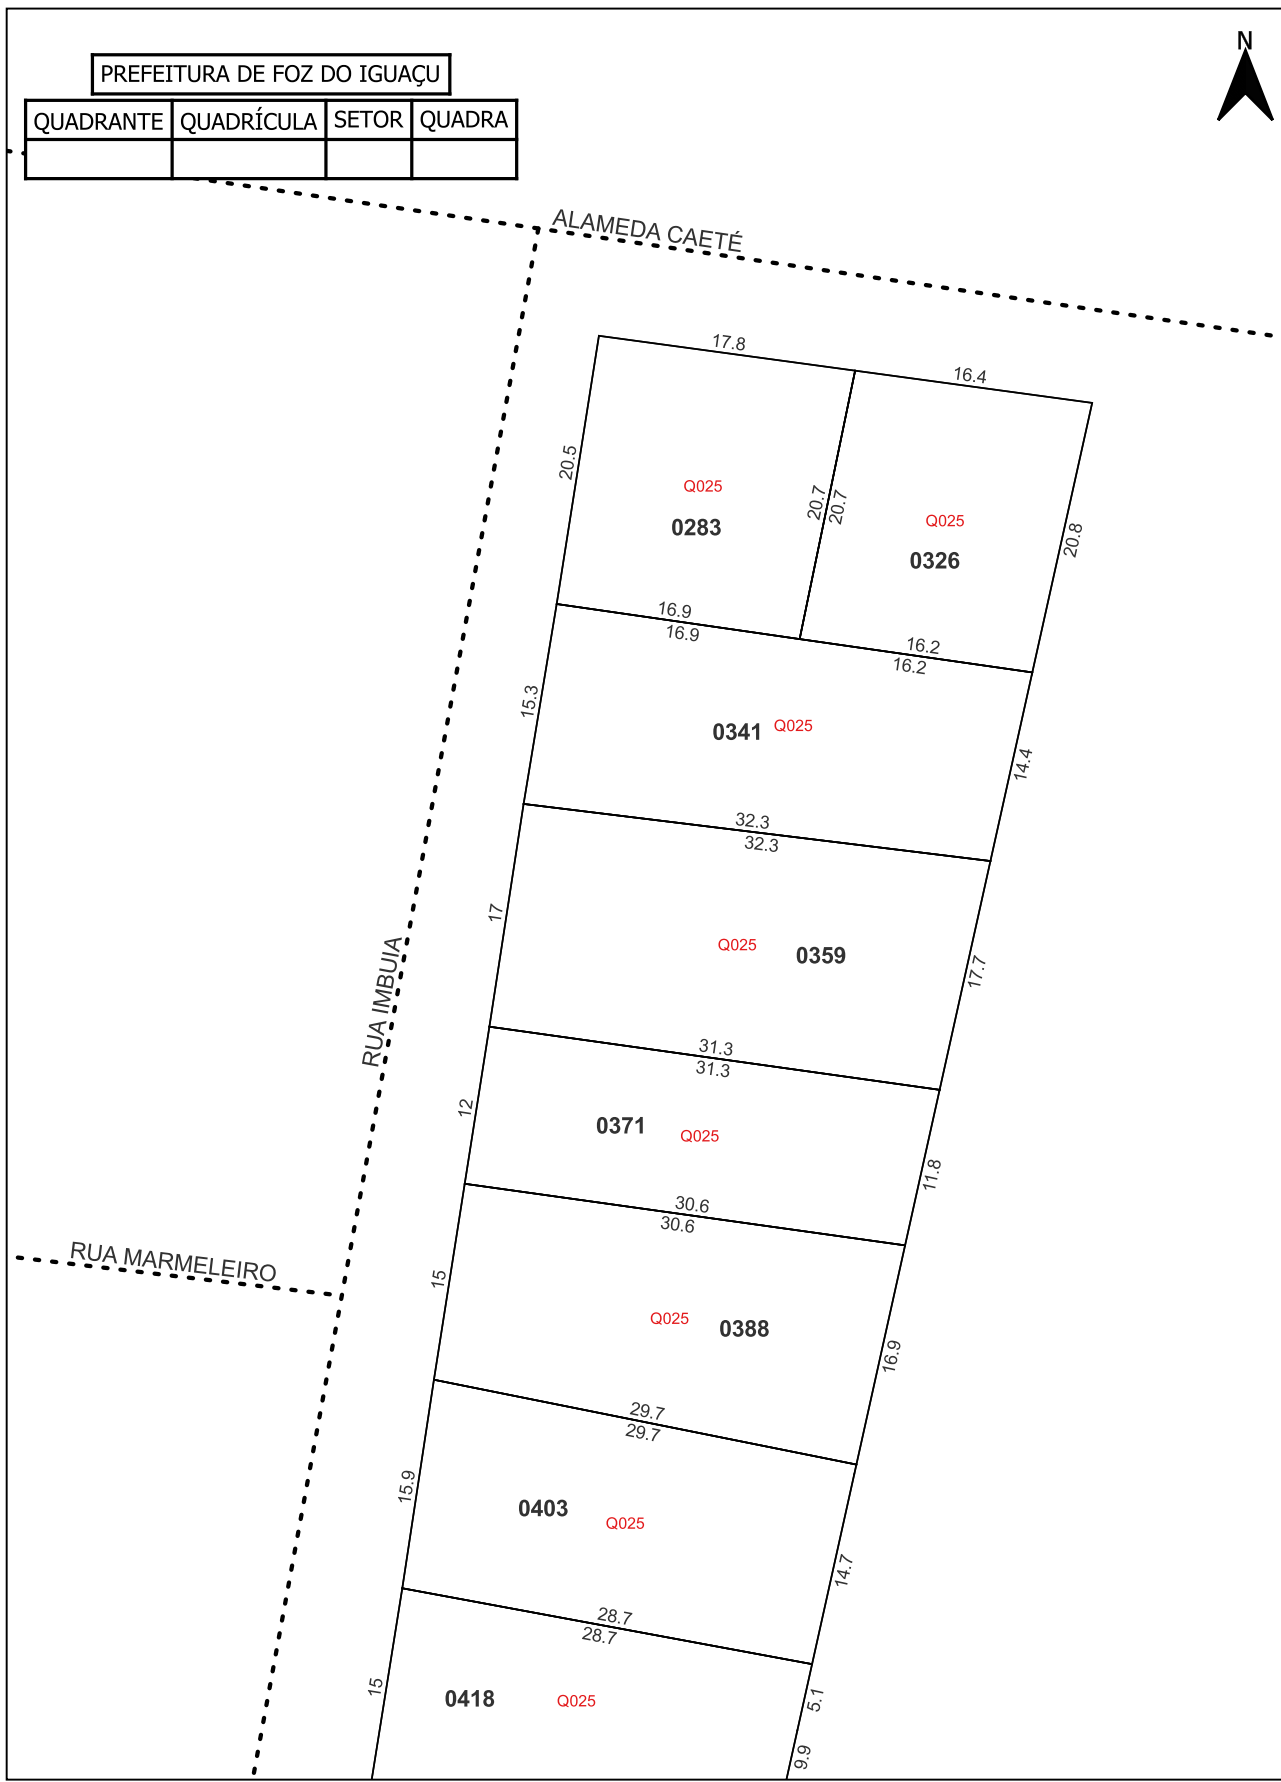 N
PREFEITURA DE FOZ DO IGUAÇU
QUADRANTE QUADRÍCULA SETOR QUADRA
ALAMEDA CAETÉ
17.8
16.4
20.5
Q025
0283
20.7
20.7
Q025
0326
20.8
16.9
16.9
16.2
16.2
15.3
0341 Q025
14.4
32.3
32.3
17
Q025 0359
17.7
RUA IMBUIA
31.3
31.3
12
0371 Q025
11.8
30.6
30.6
RUA MARMELEIRO
15
Q025 0388
16.9
29.7
29.7
15.9
0403 Q025
14.7
28.7
28.7
15
0418 Q025
5.1
9.9